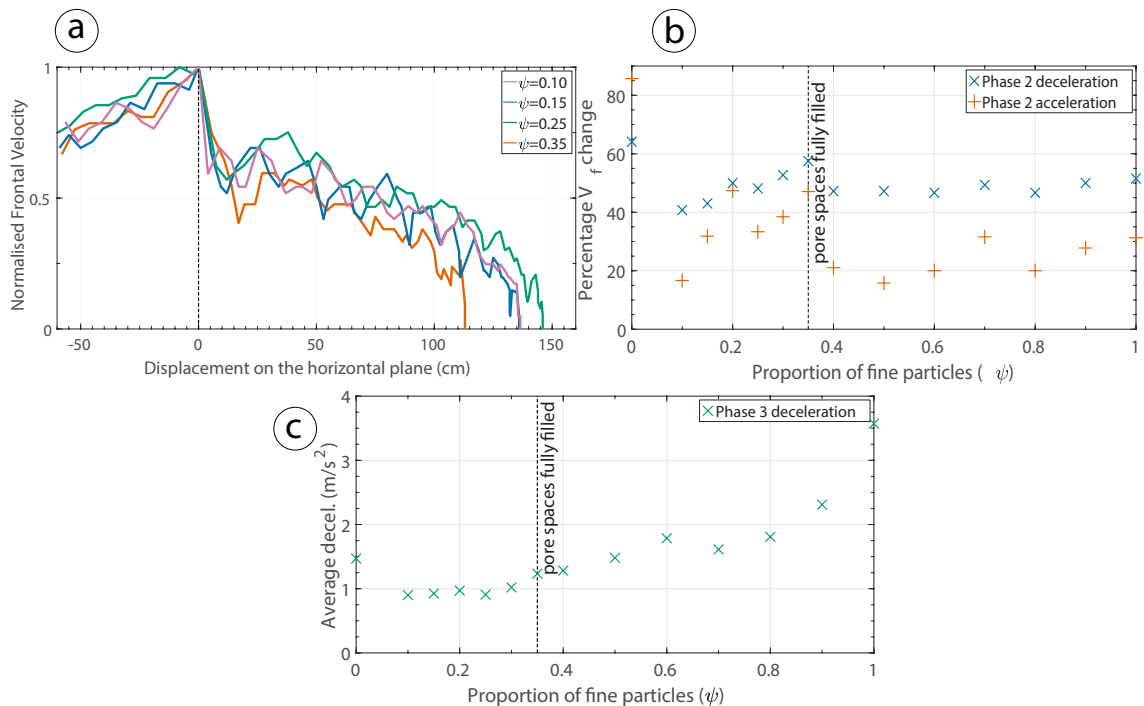 a
1
0.5
0
Normalised Frontal Velocity
-50
0
50
100
150
Displacement on the horizontal plane (cm)
ψ=0.10
ψ=0.15
ψ=0.25
ψ=0.35
b
80
60
40
20
0
Percentage V f change
0
0.2
0.4
0.6
0.8
1
Proportion of fine particles ( ψ)
Phase 2 deceleration
Phase 2 acceleration
pore spaces fully filled
c
4
3
2
1
0
Average decel. (m/s²)
0
0.2
0.4
0.6
0.8
1
Proportion of fine particles (ψ)
Phase 3 deceleration
pore spaces fully filled